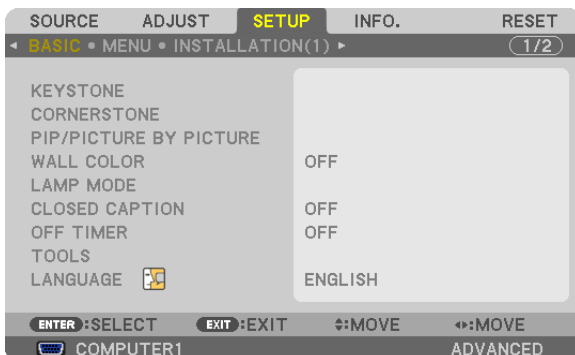 SOURCE ADJUST SETUP INFO. RESET
◄ BASIC • MENU • INSTALLATION(1) ► 1/2
KEYSTONE
CORNERSTONE
PIP/PICTURE BY PICTURE
WALL COLOR OFF
LAMP MODE
CLOSED CAPTION OFF
OFF TIMER OFF
TOOLS
LANGUAGE ENGLISH
ENTER :SELECT EXIT :EXIT ♦:MOVE ◂▸:MOVE
COMPUTER1 ADVANCED